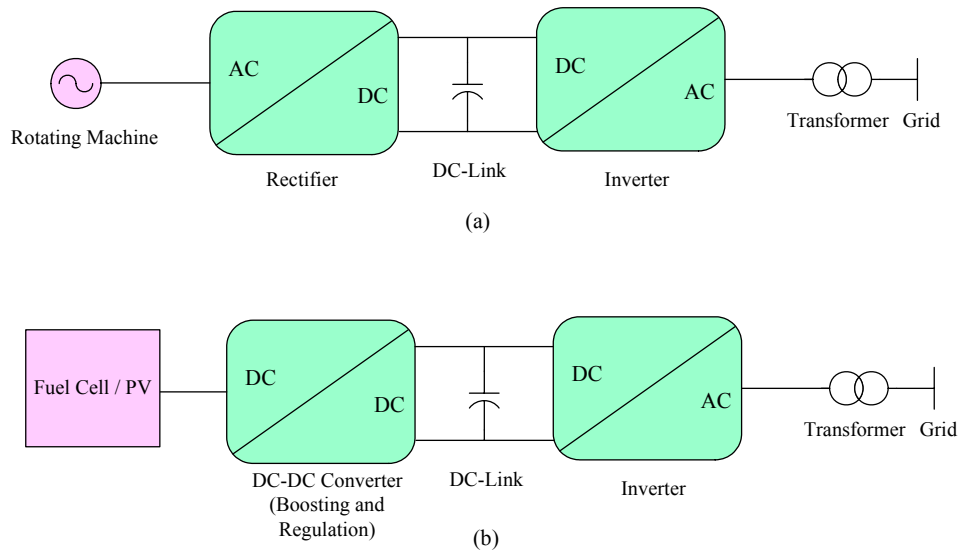 AC
DC
DC
AC
Rotating Machine
Rectifier
DC-Link
Inverter
Transformer
Grid
(a)
Fuel Cell / PV
DC
DC
DC
AC
DC-DC Converter
(Boosting and
Regulation)
DC-Link
Inverter
Transformer
Grid
(b)